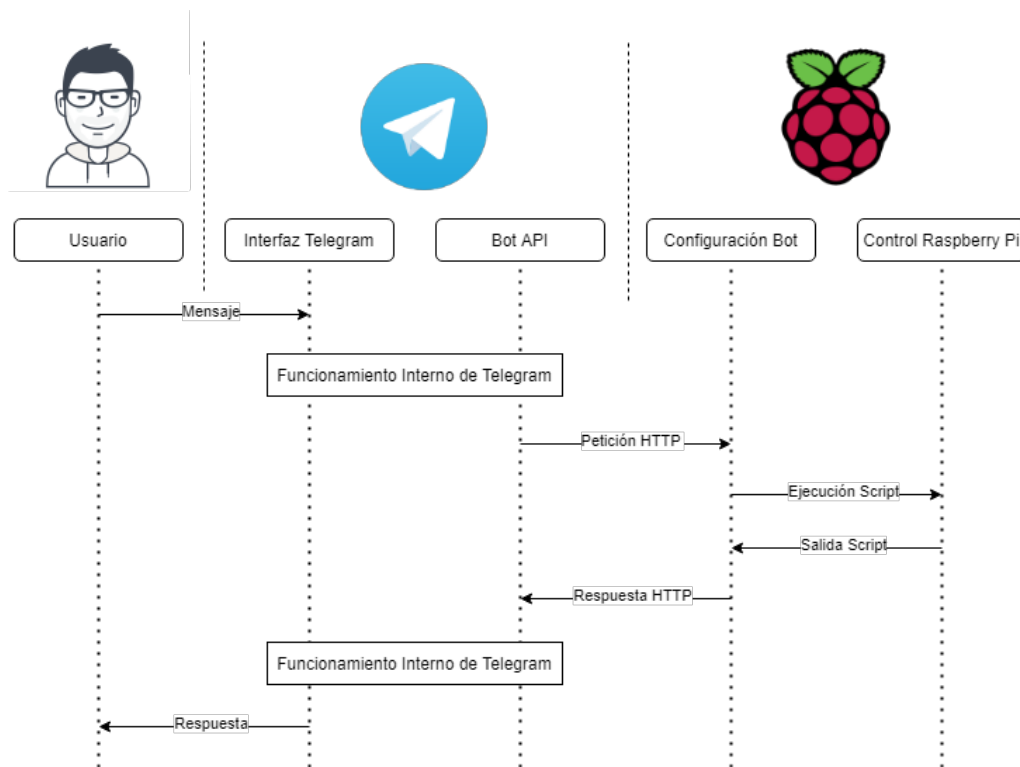 Usuario
Interfaz Telegram
Bot API
Configuración Bot
Control Raspberry Pi
Mensaje
Funcionamiento Interno de Telegram
Petición HTTP
Ejecución Script
Salida Script
Respuesta HTTP
Funcionamiento Interno de Telegram
Respuesta